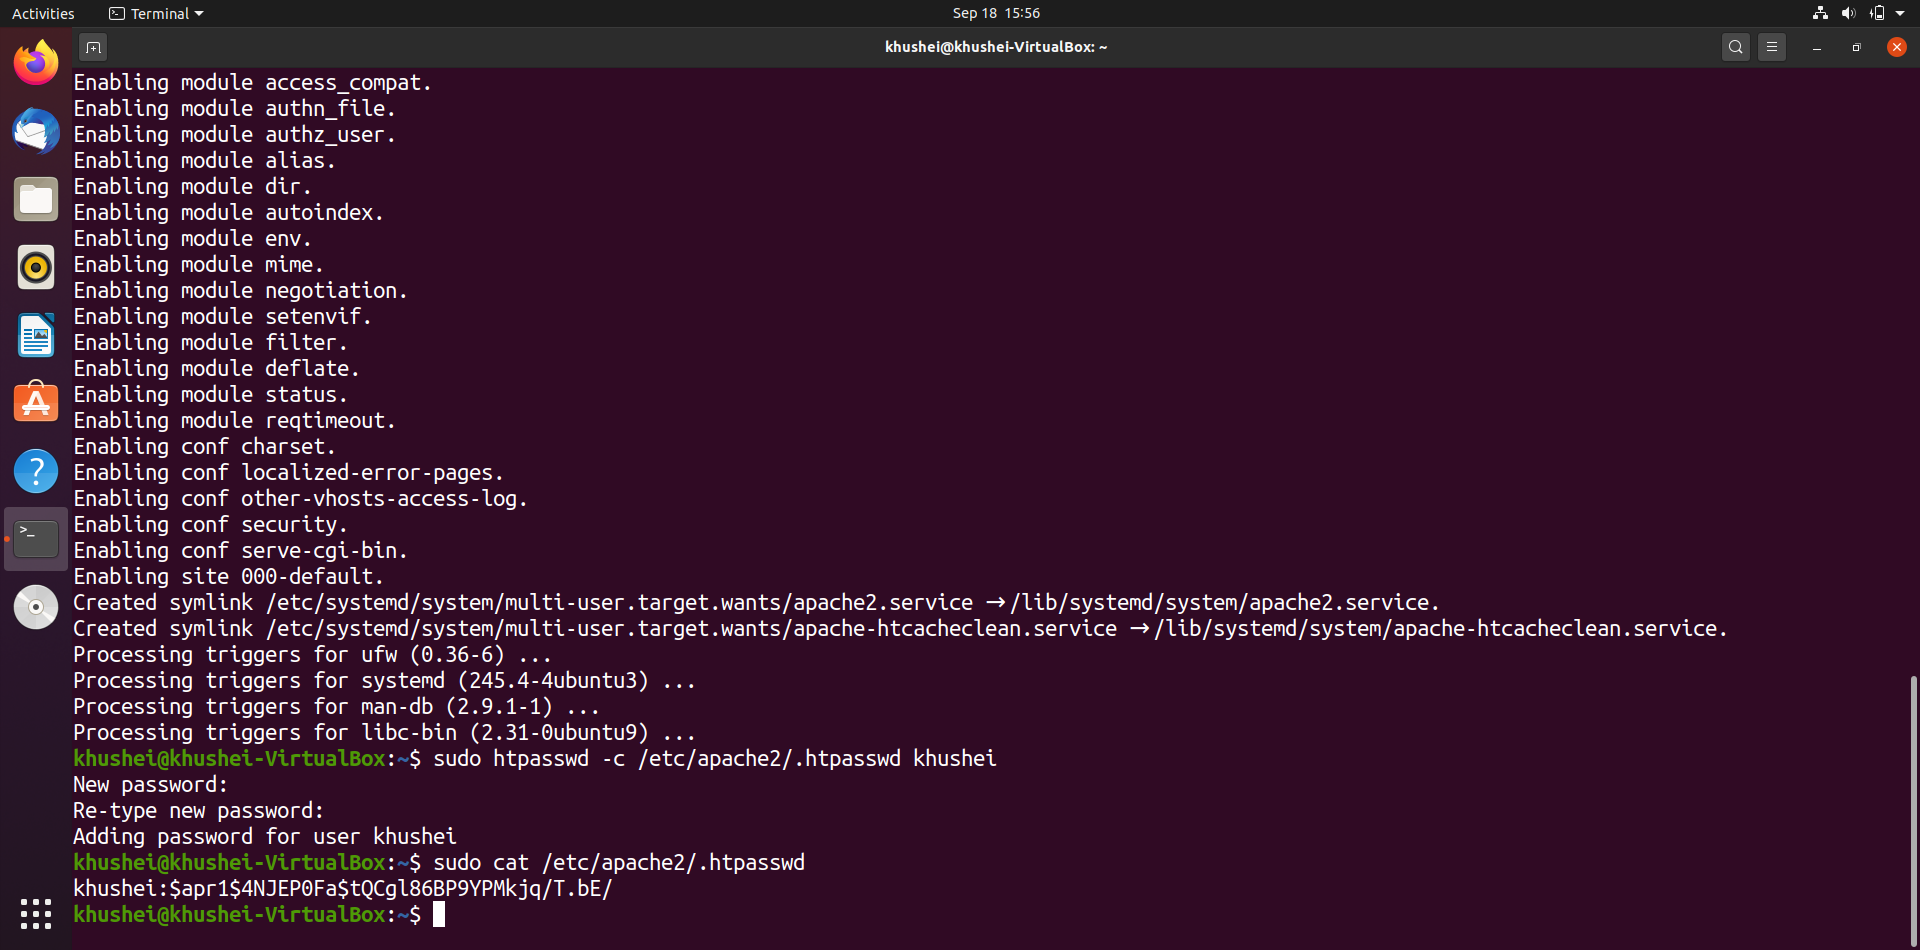 Activities Terminal Sep 18 15:56
khushei@khushei-VirtualBox: ~
Enabling module access_compat.
Enabling module authn_file.
Enabling module authz_user.
Enabling module alias.
Enabling module dir.
Enabling module autoindex.
Enabling module env.
Enabling module mime.
Enabling module negotiation.
Enabling module setenvif.
Enabling module filter.
Enabling module deflate.
Enabling module status.
Enabling module reqtimeout.
Enabling conf charset.
Enabling conf localized-error-pages.
Enabling conf other-vhosts-access-log.
Enabling conf security.
Enabling conf serve-cgi-bin.
Enabling site 000-default.
Created symlink /etc/systemd/system/multi-user.target.wants/apache2.service → /lib/systemd/system/apache2.service.
Created symlink /etc/systemd/system/multi-user.target.wants/apache-htcacheclean.service → /lib/systemd/system/apache-htcacheclean.service.
Processing triggers for ufw (0.36-6) ...
Processing triggers for systemd (245.4-4ubuntu3) ...
Processing triggers for man-db (2.9.1-1) ...
Processing triggers for libc-bin (2.31-0ubuntu9) ...
khushei@khushei-VirtualBox:~$ sudo htpasswd -c /etc/apache2/.htpasswd khushei
New password:
Re-type new password:
Adding password for user khushei
khushei@khushei-VirtualBox:~$ sudo cat /etc/apache2/.htpasswd
khushei:$apr1$4NJEP0Fa$tQCgl86BP9YPMkjq/T.bE/
khushei@khushei-VirtualBox:~$